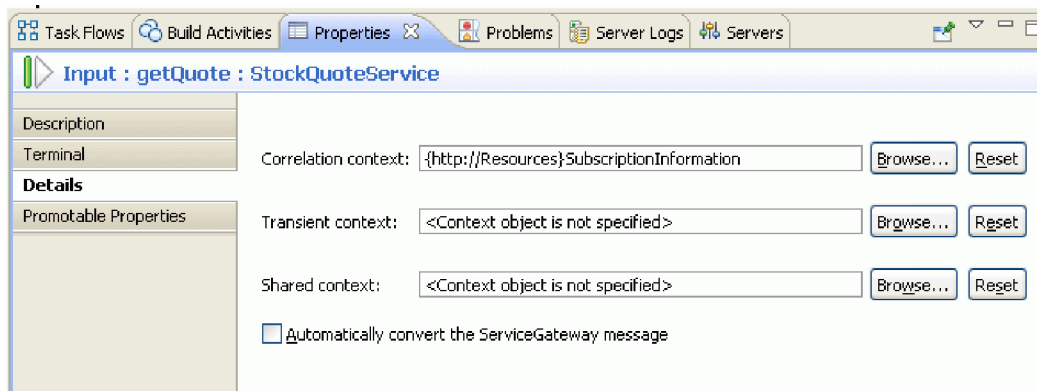 Task Flows Build Activities Properties Problems Server Logs Servers
Input : getQuote : StockQuoteService
Description
Terminal
Correlation context: {http://Resources}SubscriptionInformation Browse... Reset
Details
Promotable Properties
Transient context: <Context object is not specified> Browse... Reset
Shared context: <Context object is not specified> Browse... Reset
Automatically convert the ServiceGateway message